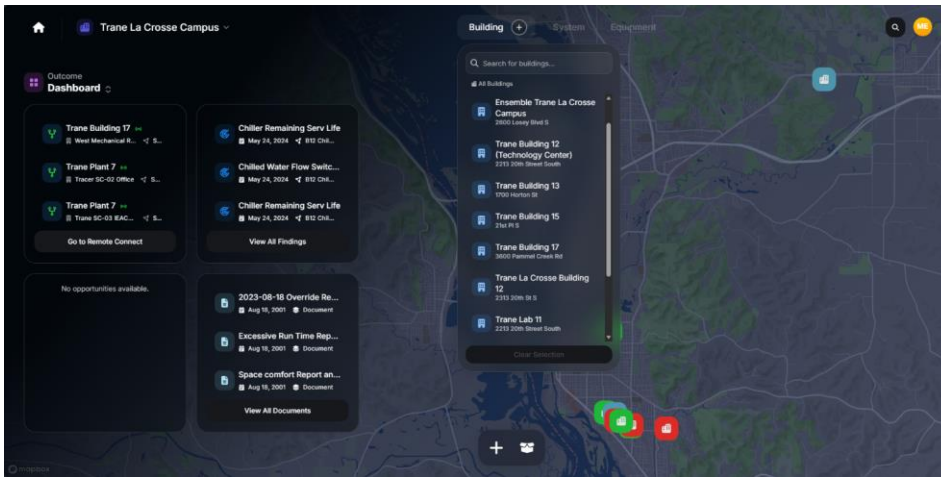 Trane La Crosse Campus
Building
System
Equipment
ME
Outcome
Dashboard
Trane Building 17
West Mechanical R... S...
Trane Plant 7
Tracer SC-02 Office S...
Trane Plant 7
Trane SC-03 IEAC... S...
Go to Remote Connect
Chiller Remaining Serv Life
May 24, 2024 B12 Chil...
Chilled Water Flow Switc...
May 24, 2024 B12 Chil...
Chiller Remaining Serv Life
May 24, 2024 B12 Chil...
View All Findings
No opportunities available.
2023-08-18 Override Re...
Aug 18, 2001 Document
Excessive Run Time Rep...
Aug 18, 2001 Document
Space comfort Report an...
Aug 18, 2001 Document
View All Documents
Search for buildings...
All Buildings
Ensemble Trane La Crosse
Campus
2600 Losey Blvd S
Trane Building 12
(Technology Center)
2213 20th Street South
Trane Building 13
1700 Horton St
Trane Building 15
21st Pl S
Trane Building 17
3600 Pammel Creek Rd
Trane La Crosse Building
12
2313 20th St S
Trane Lab 11
2213 20th Street South
Clear Selection
mapbox